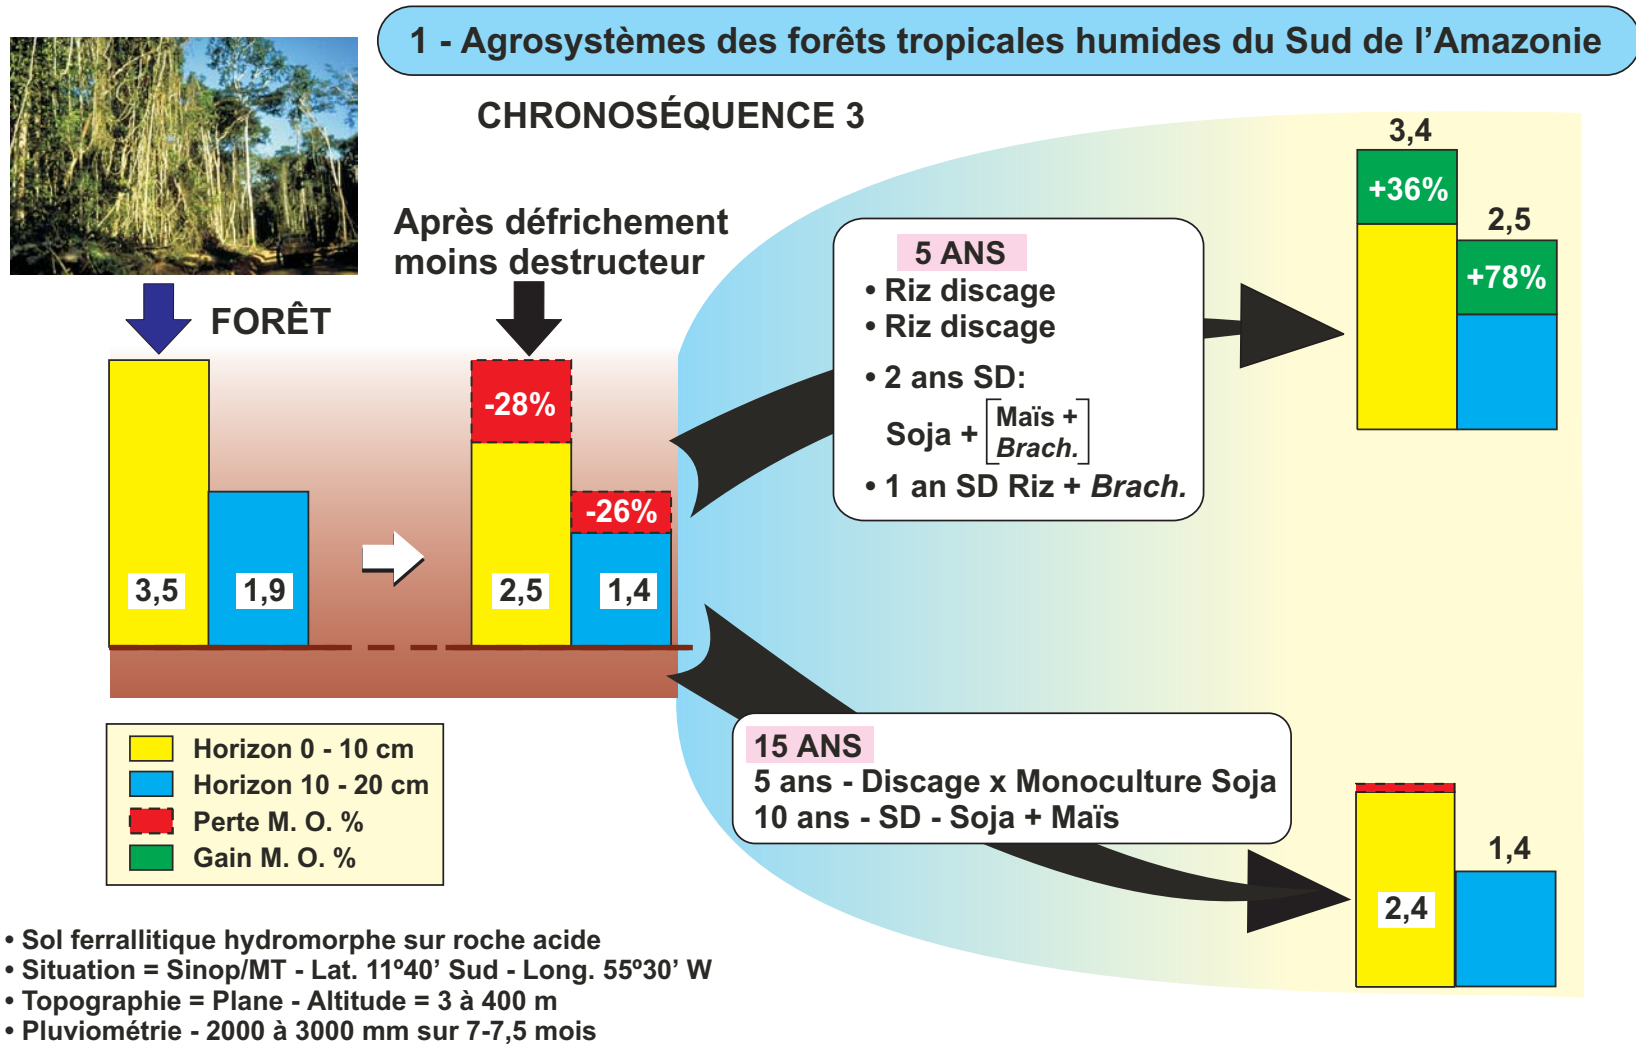 1 - Agrosystèmes des forêts tropicales humides du Sud de l’Amazonie
CHRONOSÉQUENCE 3
FORÊT
3,5
1,9
Après défrichement
moins destructeur
-28%
-26%
2,5
1,4
5 ANS
• Riz discage
• Riz discage
• 2 ans SD:
Soja + [Maïs +
Brach.]
• 1 an SD Riz + Brach.
3,4
+36%
2,5
+78%
15 ANS
5 ans - Discage x Monoculture Soja
10 ans - SD - Soja + Maïs
2,4
1,4
Horizon 0 - 10 cm
Horizon 10 - 20 cm
Perte M. O. %
Gain M. O. %
• Sol ferrallitique hydromorphe sur roche acide
• Situation = Sinop/MT - Lat. 11º40’ Sud - Long. 55º30’ W
• Topographie = Plane - Altitude = 3 à 400 m
• Pluviométrie - 2000 à 3000 mm sur 7-7,5 mois